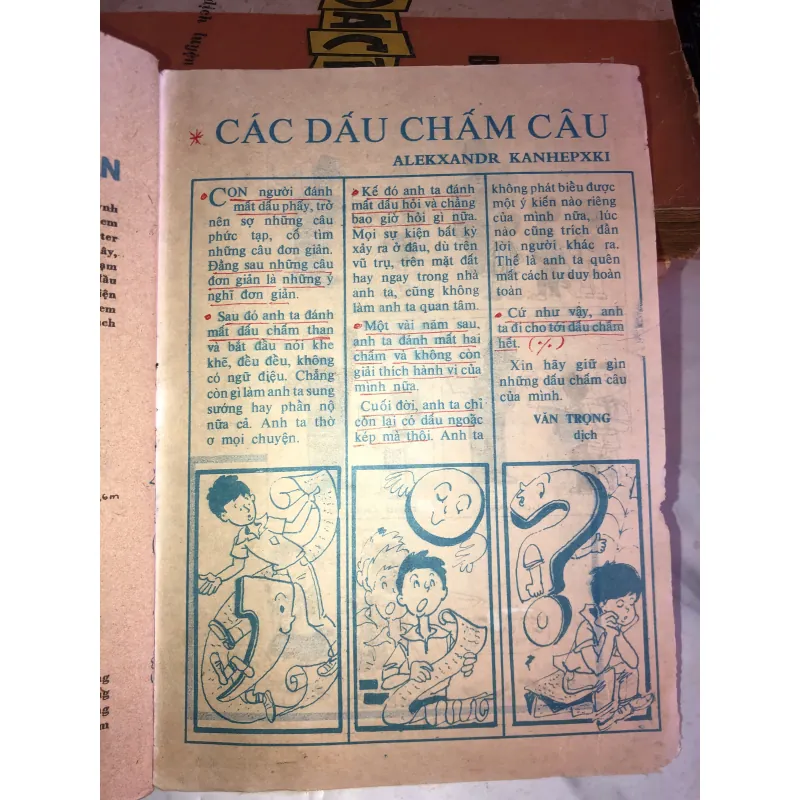 CÁC DẤU CHẤM CÂU
ALEKXANDR KANHEPXKI
CON người đánh
mất dấu phẩy, trở
nên sợ những câu
phức tạp, cố tìm
những câu đơn giản.
Đằng sau những câu
đơn giản là những ý
nghĩ đơn giản.
Sau đó anh ta đánh
mất dấu chấm than
và bắt đầu nói khe
khẽ, đều đều, không
có ngữ điệu. Chẳng
còn gì làm anh ta sung
sướng hay phẫn nộ
nữa cả. Anh ta thờ
ơ mọi chuyện.
Kế đó anh ta đánh
mất dấu hỏi và chẳng
bao giờ hỏi gì nữa.
Mọi sự kiện bất kỳ
xảy ra ở đâu, dù trên
vũ trụ, trên mặt đất
hay ngay trong nhà
anh ta, cũng không
làm anh ta quan tâm.
Một vài năm sau,
anh ta đánh mất hai
chấm và không còn
giải thích hành vi của
mình nữa.
Cuối đời, anh ta chỉ
còn lại có dấu ngoặc
kép mà thôi. Anh ta
không phát biểu được
một ý kiến nào riêng
của mình nữa, lúc
nào cũng trích dẫn
lời người khác ra.
Thế là anh ta quên
mất cách tư duy hoàn
toàn
Cứ như vậy, anh
ta đi cho tới dấu chấm
hết. (·/.)
Xin hãy giữ gìn
những dấu chấm câu
của mình.
VĂN TRỌNG
dịch